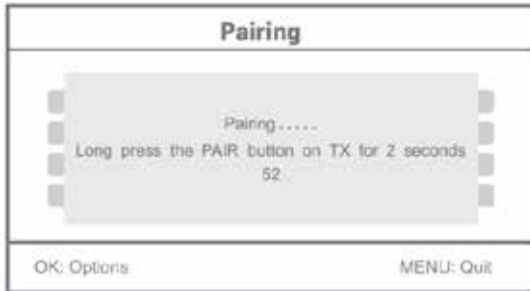 Pairing
Pairing.....
Long press the PAIR button on TX for 2 seconds
52
OK: Options
MENU: Quit